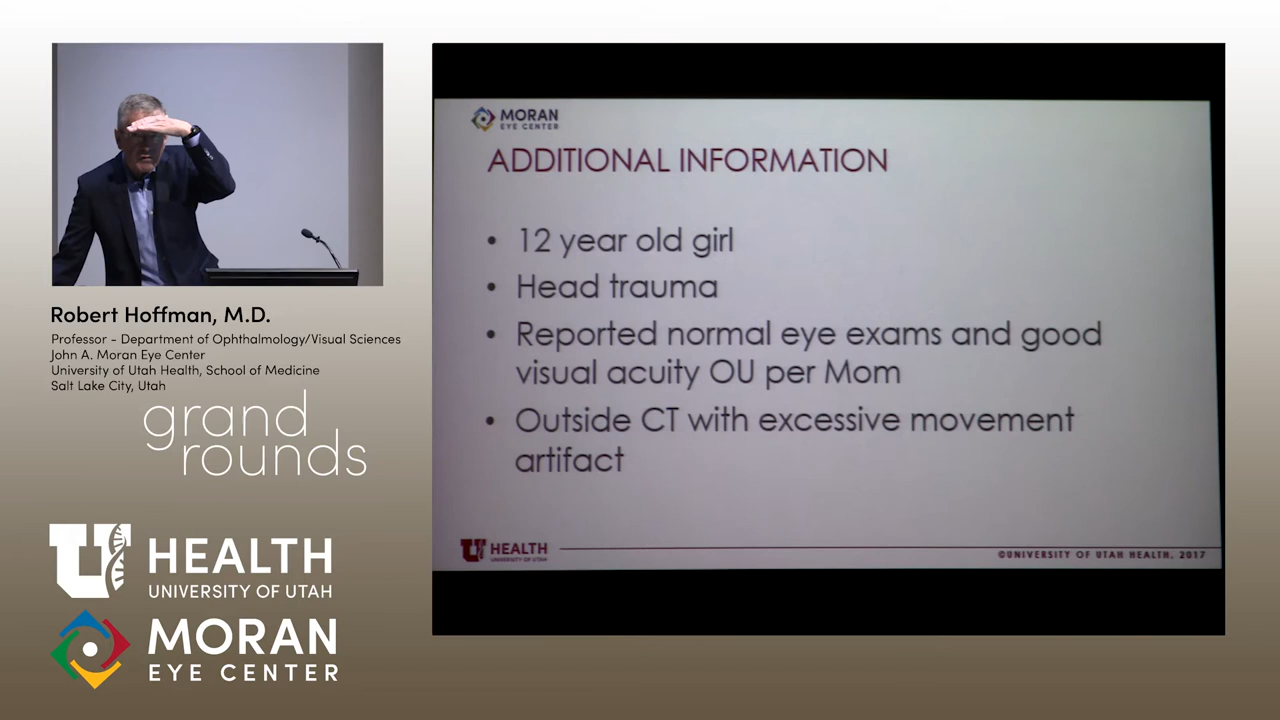 MORAN
EYE CENTER
ADDITIONAL INFORMATION
• 12 year old girl
• Head trauma
• Reported normal eye exams and good
visual acuity OU per Mom
• Outside CT with excessive movement
artifact
U HEALTH
UNIVERSITY OF UTAH
©UNIVERSITY OF UTAH HEALTH, 2017
Robert Hoffman, M.D.
Professor - Department of Ophthalmology/Visual Sciences
John A. Moran Eye Center
University of Utah Health, School of Medicine
Salt Lake City, Utah
grand
rounds
U HEALTH
UNIVERSITY OF UTAH
MORAN
EYE CENTER